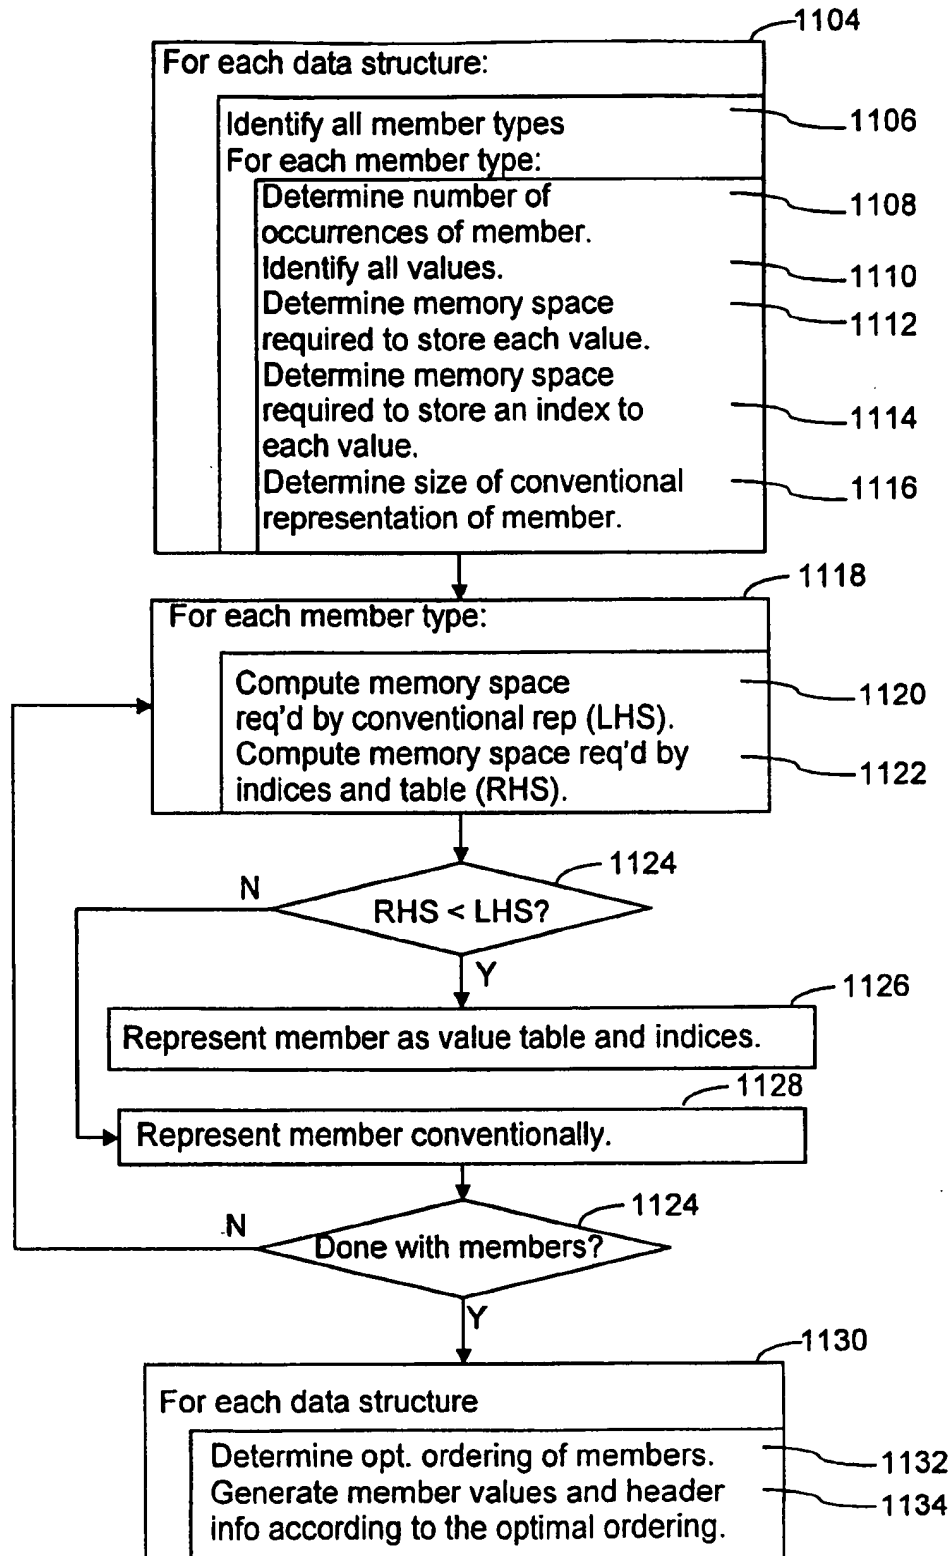 1104
For each data structure:
Identify all member types
1106
For each member type:
Determine number of
1108
occurrences of member.
Identify all values.
1110
Determine memory space
1112
required to store each value.
Determine memory space
required to store an index to
1114
each value.
Determine size of conventional
1116
representation of member.
1118
For each member type:
Compute memory space
1120
req'd by conventional rep (LHS).
Compute memory space req'd by
1122
indices and table (RHS).
1124
N
RHS < LHS?
Y
1126
Represent member as value table and indices.
1128
Represent member conventionally.
1124
N
Done with members?
Y
1130
For each data structure
Determine opt. ordering of members.
1132
Generate member values and header
1134
info according to the optimal ordering.